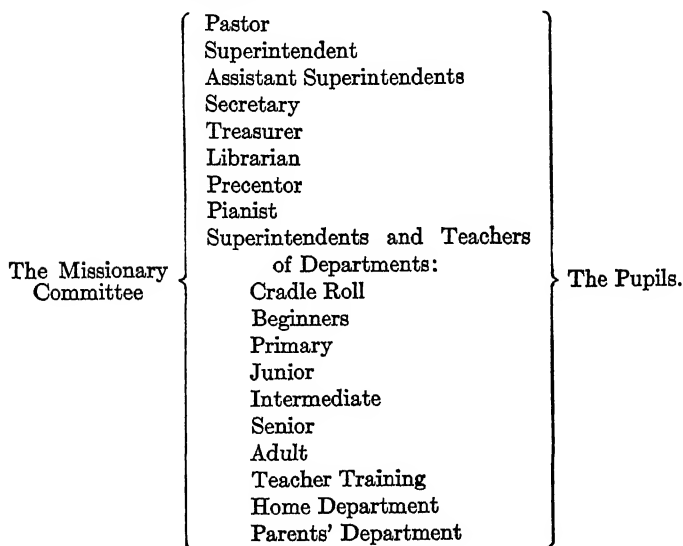 Pastor
Superintendent
Assistant Superintendents
Secretary
Treasurer
Librarian
Precentor
Pianist
Superintendents and Teachers
of Departments:
The Missionary
Committee
Cradle Roll
Beginners
Primary
Junior
Intermediate
Senior
Adult
Teacher Training
Home Department
Parents' Department
The Pupils.